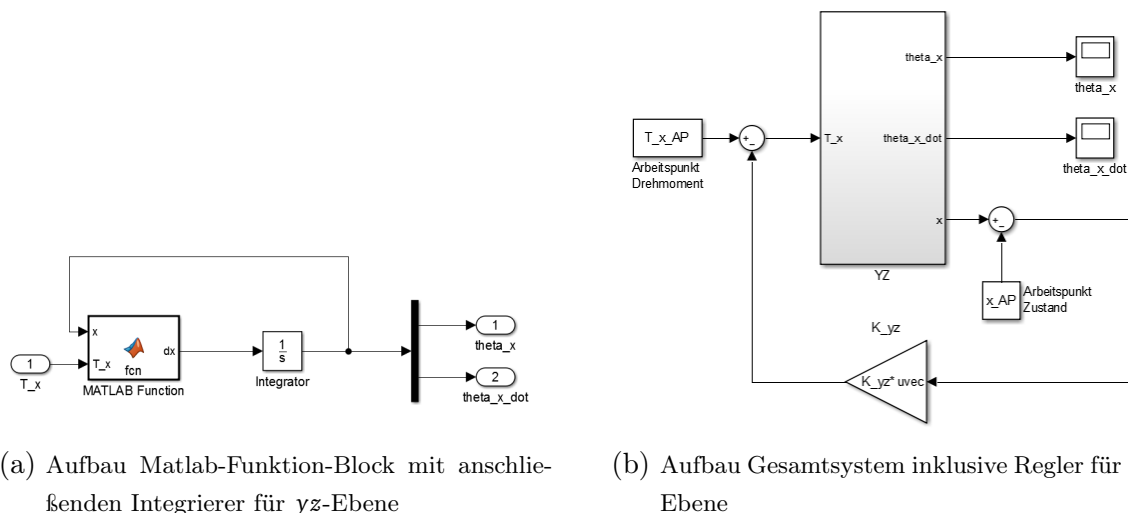 x
T_x
fcn
dx
MATLAB Function
1
T_x
1
s
Integrator
1
theta_x
2
theta_x_dot
(a) Aufbau Matlab-Funktion-Block mit anschlie-
ßenden Integrierer für yz-Ebene
T_x_AP
Arbeitspunkt
Drehmoment
+
−
T_x
theta_x
theta_x_dot
x
YZ
theta_x
theta_x_dot
+
−
x_AP
Arbeitspunkt
Zustand
K_yz
K_yz* uvec
(b) Aufbau Gesamtsystem inklusive Regler für
Ebene